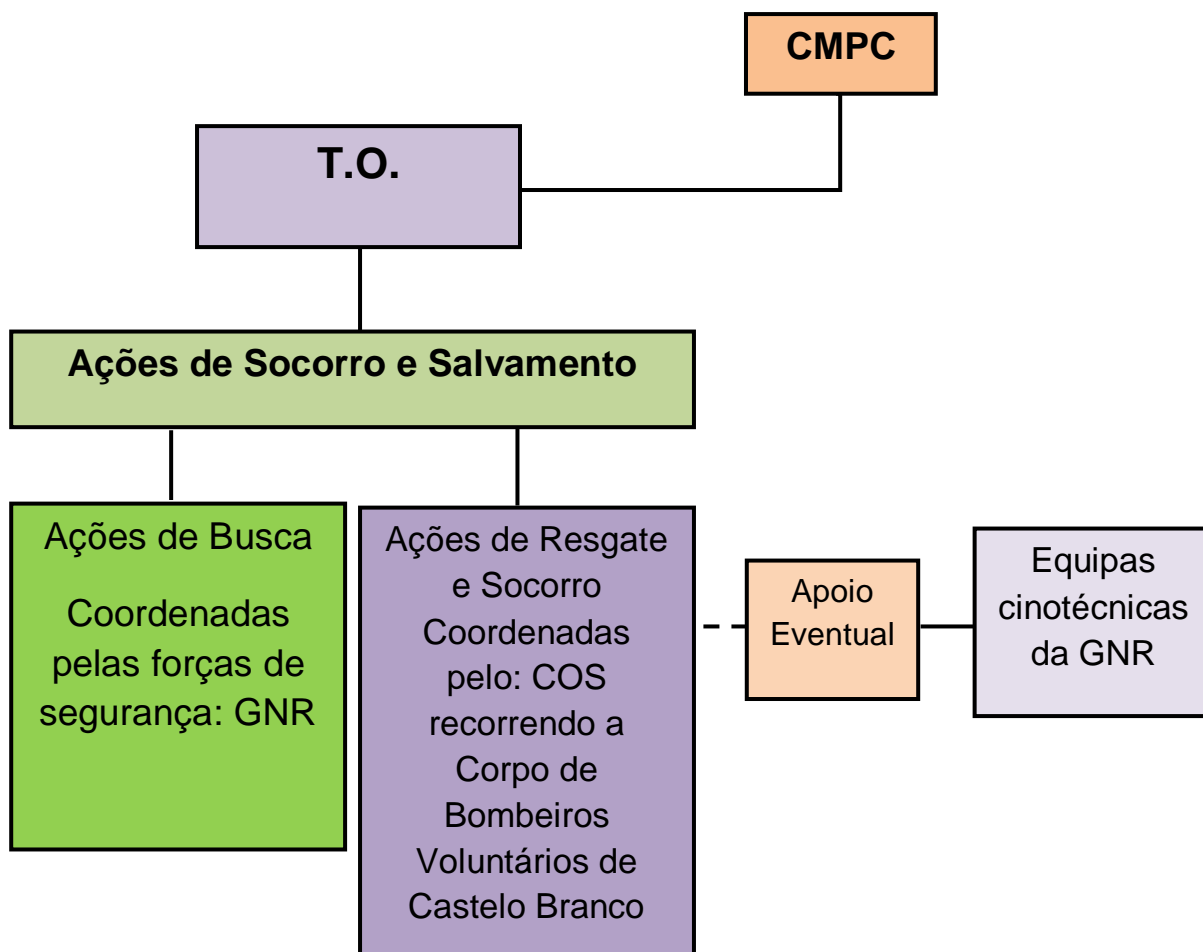 CMPC
T.O.
Ações de Socorro e Salvamento
Ações de Busca
Coordenadas
pelas forças de
segurança: GNR
Ações de Resgate
e Socorro
Coordenadas
pelo: COS
recorrendo a
Corpo de
Bombeiros
Voluntários de
Castelo Branco
Apoio
Eventual
Equipas
cinotécnicas
da GNR